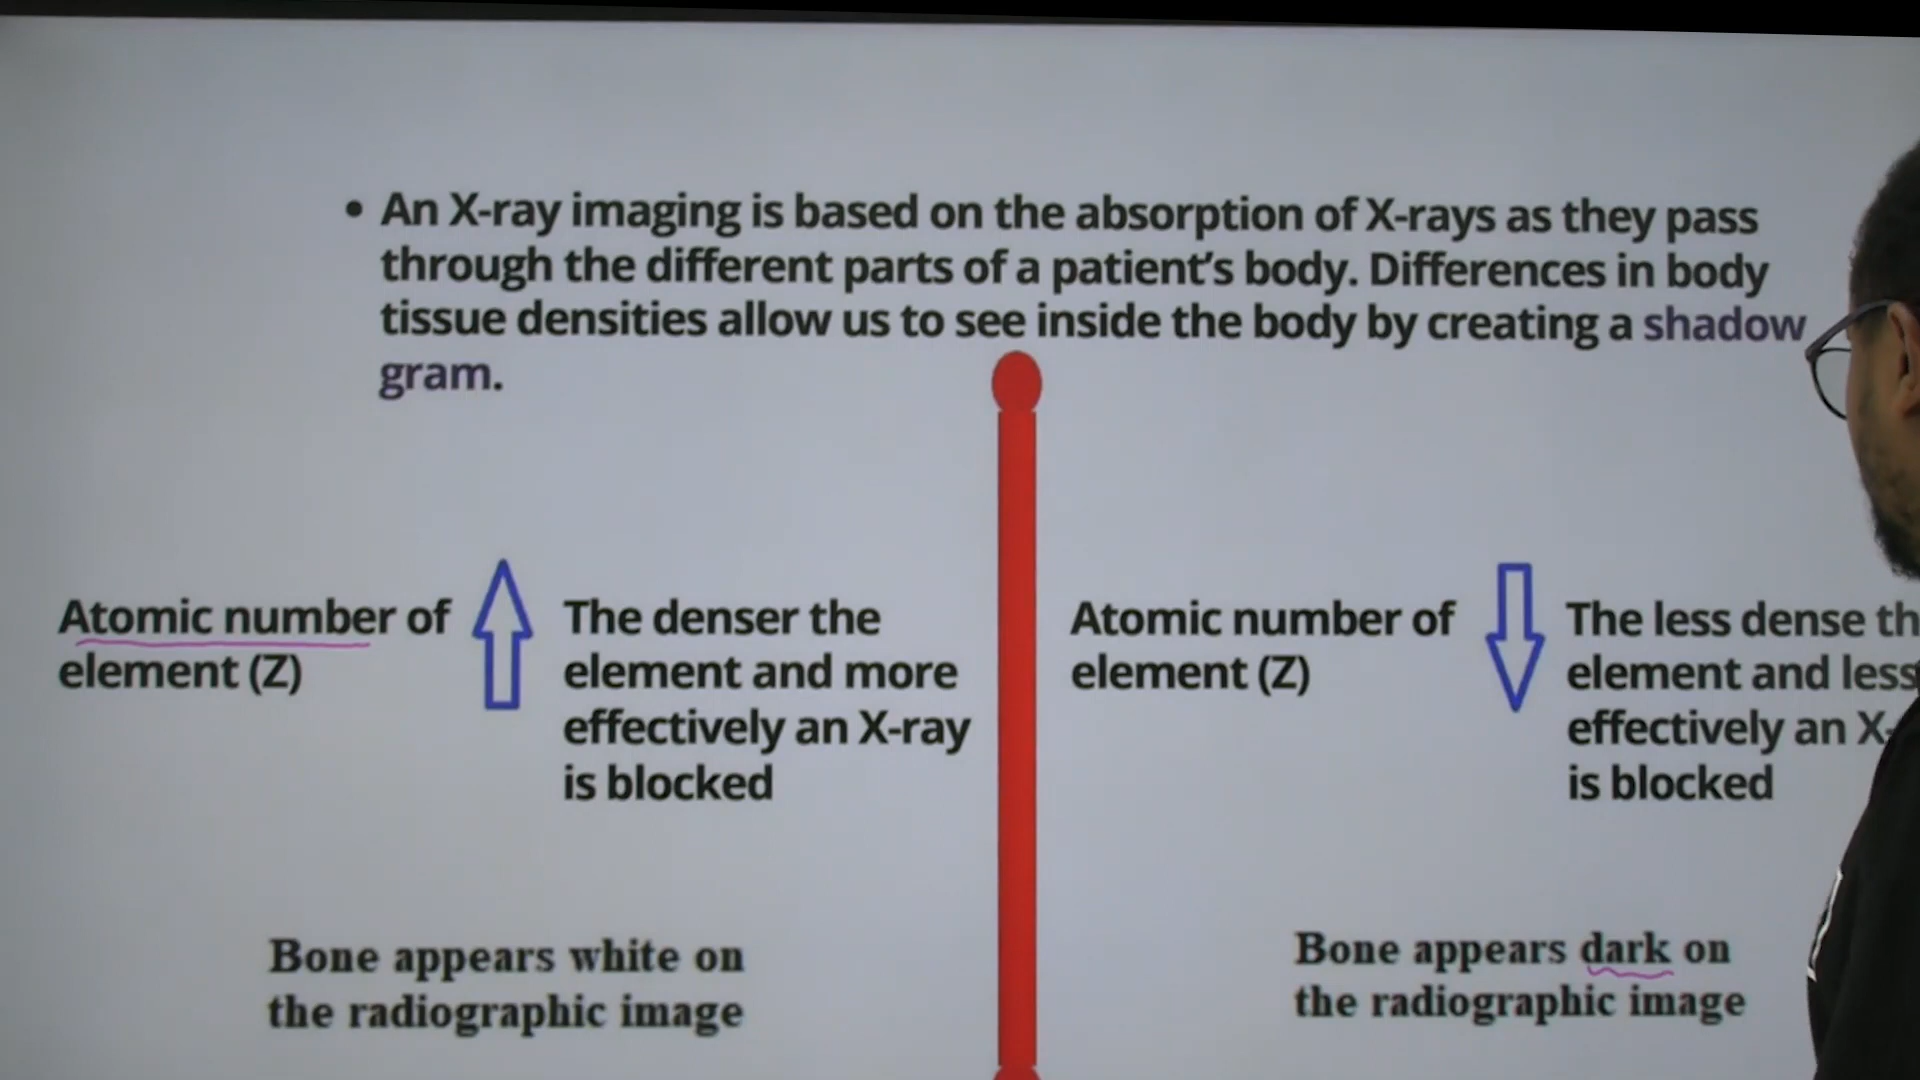 • An X-ray imaging is based on the absorption of X-rays as they pass
through the different parts of a patient's body. Differences in body
tissue densities allow us to see inside the body by creating a shadow
gram.
Atomic number of
element (Z)
The denser the
element and more
effectively an X-ray
is blocked
Atomic number of
element (Z)
The less dense
element and less
effectively an
is blocked
Bone appears white on
the radiographic image
Bone appears dark on
the radiographic image